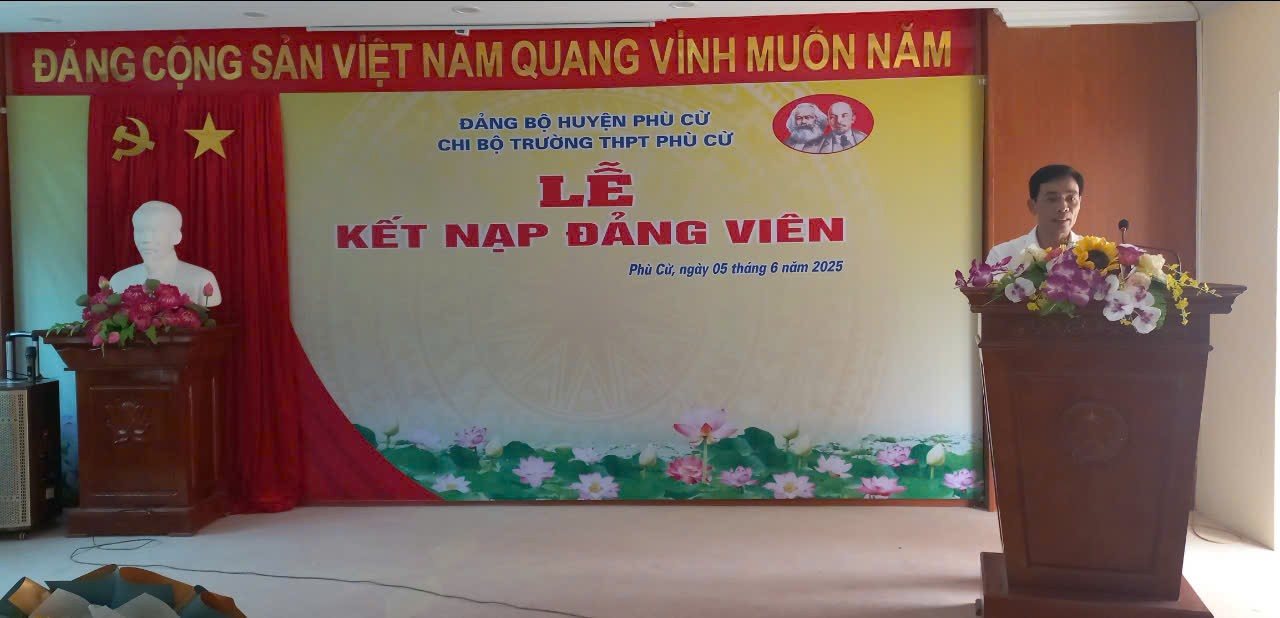 ĐẢNG CỘNG SẢN VIỆT NAM QUANG VINH MUÔN NĂM
ĐẢNG BỘ HUYỆN PHÙ CỪ
CHI BỘ TRƯỜNG THPT PHÙ CỪ
LỄ
KẾT NẠP ĐẢNG VIÊN
Phù Cừ, ngày 05 tháng 6 năm 2025